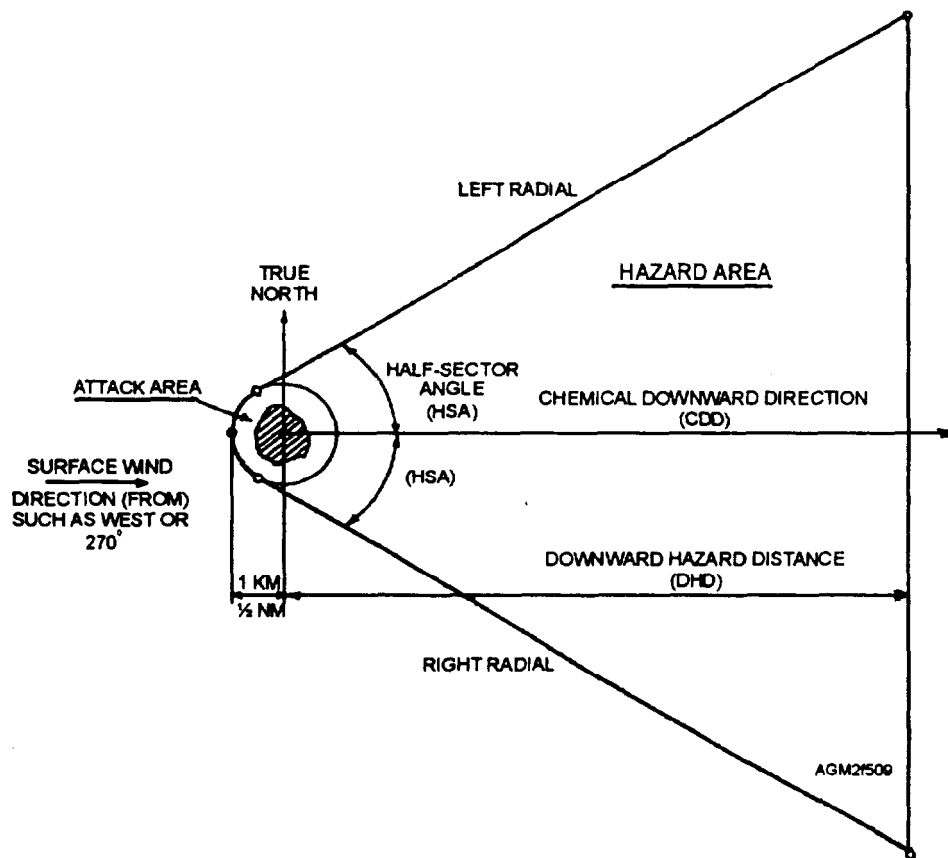 LEFT RADIAL
TRUE
NORTH
HAZARD AREA
HALF-SECTOR
ANGLE
(HSA)
ATTACK AREA
CHEMICAL DOWNWARD DIRECTION
(CDD)
(HSA)
SURFACE WIND
DIRECTION (FROM)
SUCH AS WEST OR
270°
DOWNWARD HAZARD DISTANCE
(DHD)
1 KM
½ NM
RIGHT RADIAL
AGM2f509